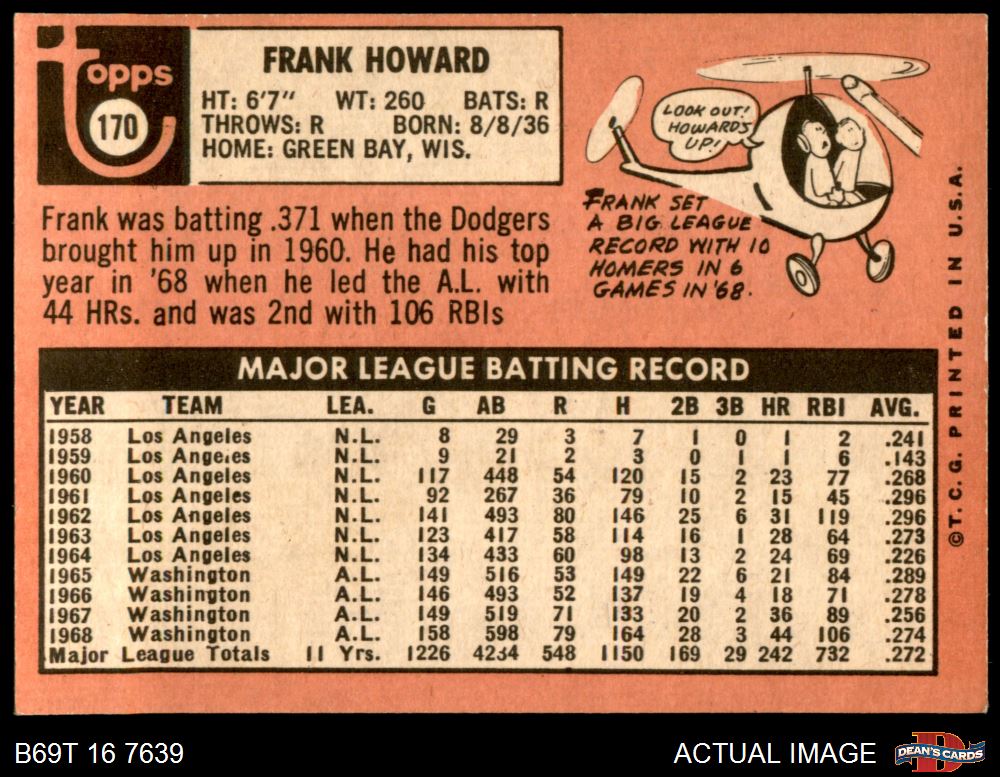 Topps
170
FRANK HOWARD
HT: 6'7" WT: 260 BATS: R
THROWS: R BORN: 8/8/36
HOME: GREEN BAY, WIS.
Frank was batting .371 when the Dodgers
brought him up in 1960. He had his top
year in '68 when he led the A.L. with
44 HRs. and was 2nd with 106 RBIs
LOOK OUT!
HOWARD'S
UP!
FRANK SET
A BIG LEAGUE
RECORD WITH 10
HOMERS IN 6
GAMES IN '68.
©T.C.G. PRINTED IN U.S.A.
MAJOR LEAGUE BATTING RECORD
YEAR TEAM LEA. G AB R H 2B 3B HR RBI AVG.
1958 Los Angeles N.L. 8 29 3 7 1 0 1 2 .241
1959 Los Angeles N.L. 9 21 2 3 0 1 1 6 .143
1960 Los Angeles N.L. 117 448 54 120 15 2 23 77 .268
1961 Los Angeles N.L. 92 267 36 79 10 2 15 45 .296
1962 Los Angeles N.L. 141 493 80 146 25 6 31 119 .296
1963 Los Angeles N.L. 123 417 58 114 16 1 28 64 .273
1964 Los Angeles N.L. 134 433 60 98 13 2 24 69 .226
1965 Washington A.L. 149 516 53 149 22 6 21 84 .289
1966 Washington A.L. 146 493 52 137 19 4 18 71 .278
1967 Washington A.L. 149 519 71 133 20 2 36 89 .256
1968 Washington A.L. 158 598 79 164 28 3 44 106 .274
Major League Totals 11 Yrs. 1226 4234 548 1150 169 29 242 732 .272
B69T 16 7639
ACTUAL IMAGE
DEAN'S CARDS